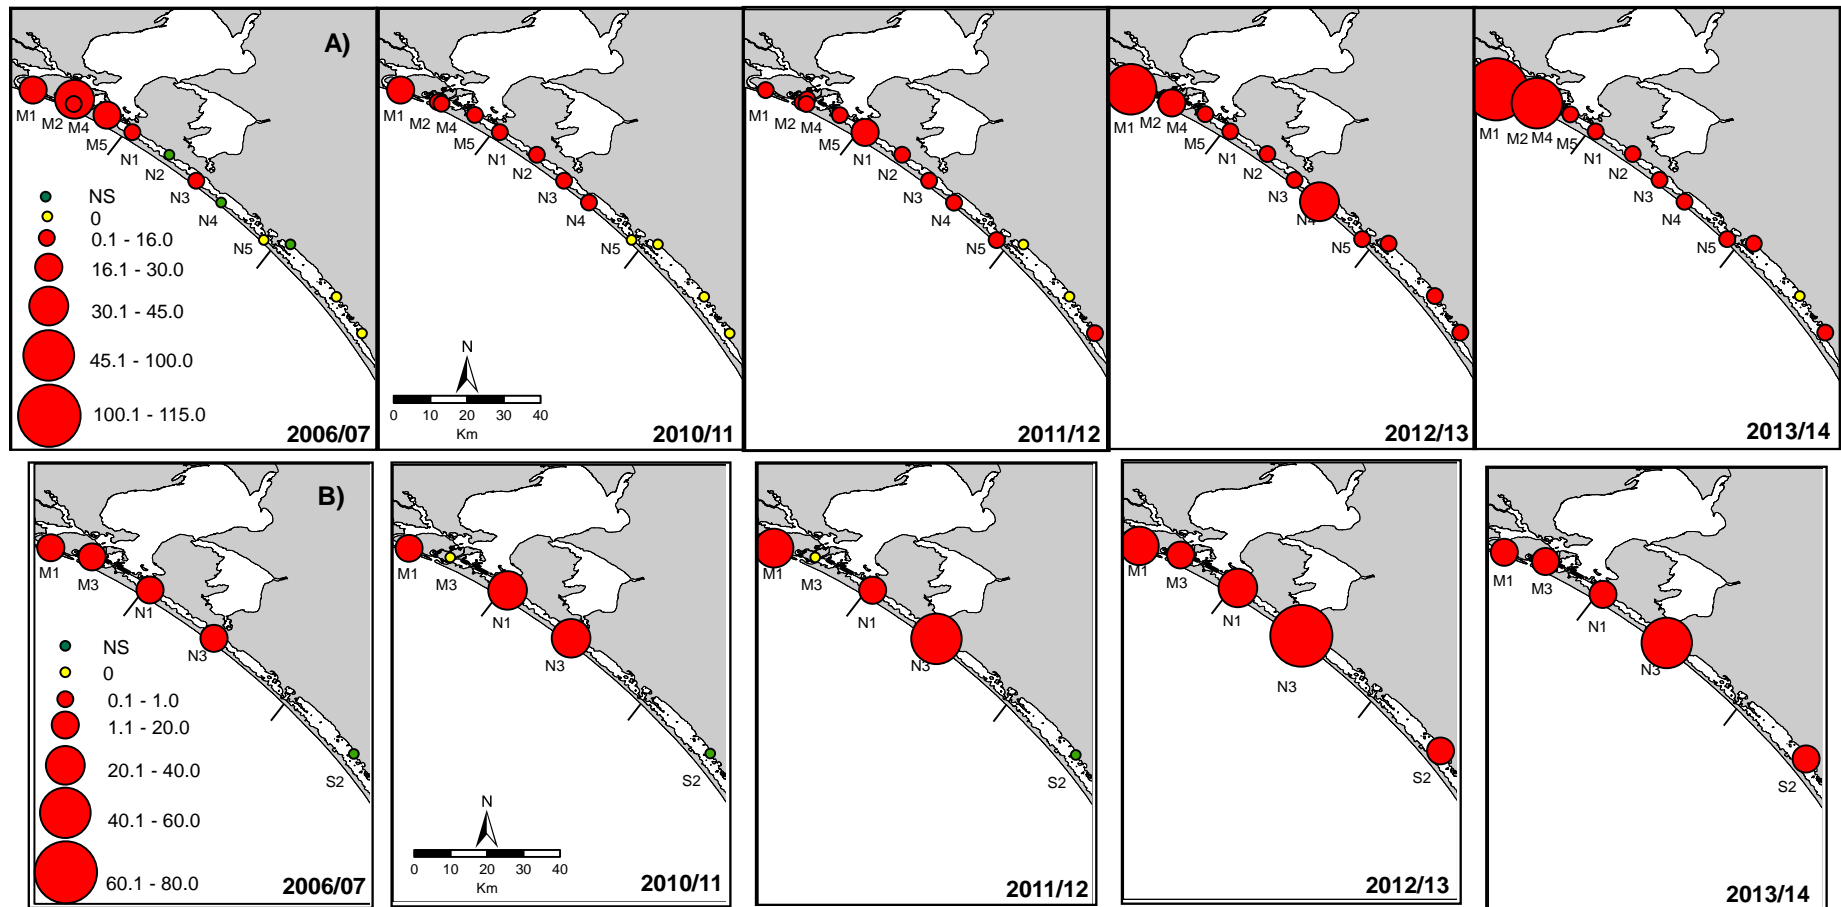 A)
M1
M2
M4
M5
N1
N2
N3
N4
N5
NS
0
0.1 - 16.0
16.1 - 30.0
30.1 - 45.0
45.1 - 100.0
100.1 - 115.0
2006/07
M1
M2
M4
M5
N1
N2
N3
N4
N5
N
0 10 20 30 40
Km
2010/11
M1
M2
M4
M5
N1
N2
N3
N4
N5
2011/12
M1
M2
M4
M5
N1
N2
N3
N4
N5
2012/13
M1
M2
M4
M5
N1
N2
N3
N4
N5
2013/14
B)
M1
M3
N1
N3
S2
NS
0
0.1 - 1.0
1.1 - 20.0
20.1 - 40.0
40.1 - 60.0
60.1 - 80.0
2006/07
M1
M3
N1
N3
S2
N
0 10 20 30 40
Km
2010/11
M1
M3
N1
N3
S2
2011/12
M1
M3
N1
N3
S2
2012/13
M1
M3
N1
N3
S2
2013/14